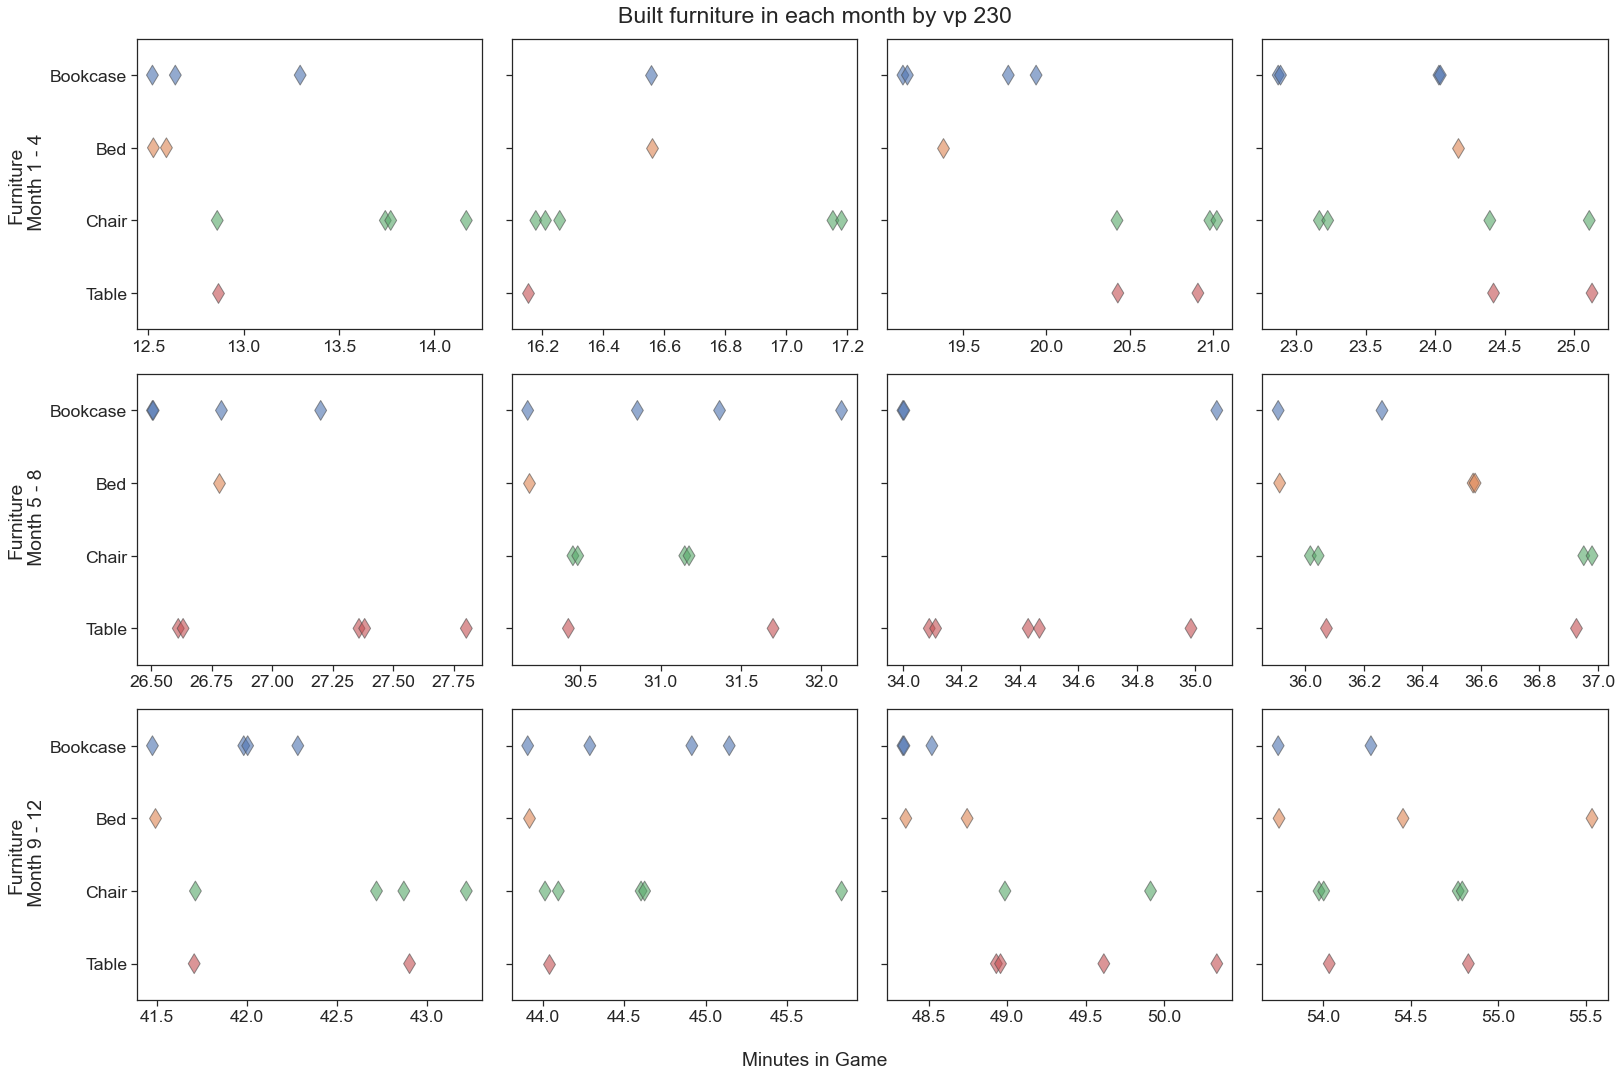 Built furniture in each month by vp 230
Furniture
Month 1 - 4
Bookcase
Bed
Chair
Table
12.5 13.0 13.5 14.0
16.2 16.4 16.6 16.8 17.0 17.2
19.5 20.0 20.5 21.0
23.0 23.5 24.0 24.5 25.0
Furniture
Month 5 - 8
Bookcase
Bed
Chair
Table
26.50 26.75 27.00 27.25 27.50 27.75
30.5 31.0 31.5 32.0
34.0 34.2 34.4 34.6 34.8 35.0
36.0 36.2 36.4 36.6 36.8 37.0
Furniture
Month 9 - 12
Bookcase
Bed
Chair
Table
41.5 42.0 42.5 43.0
44.0 44.5 45.0 45.5
48.5 49.0 49.5 50.0
54.0 54.5 55.0 55.5
Minutes in Game